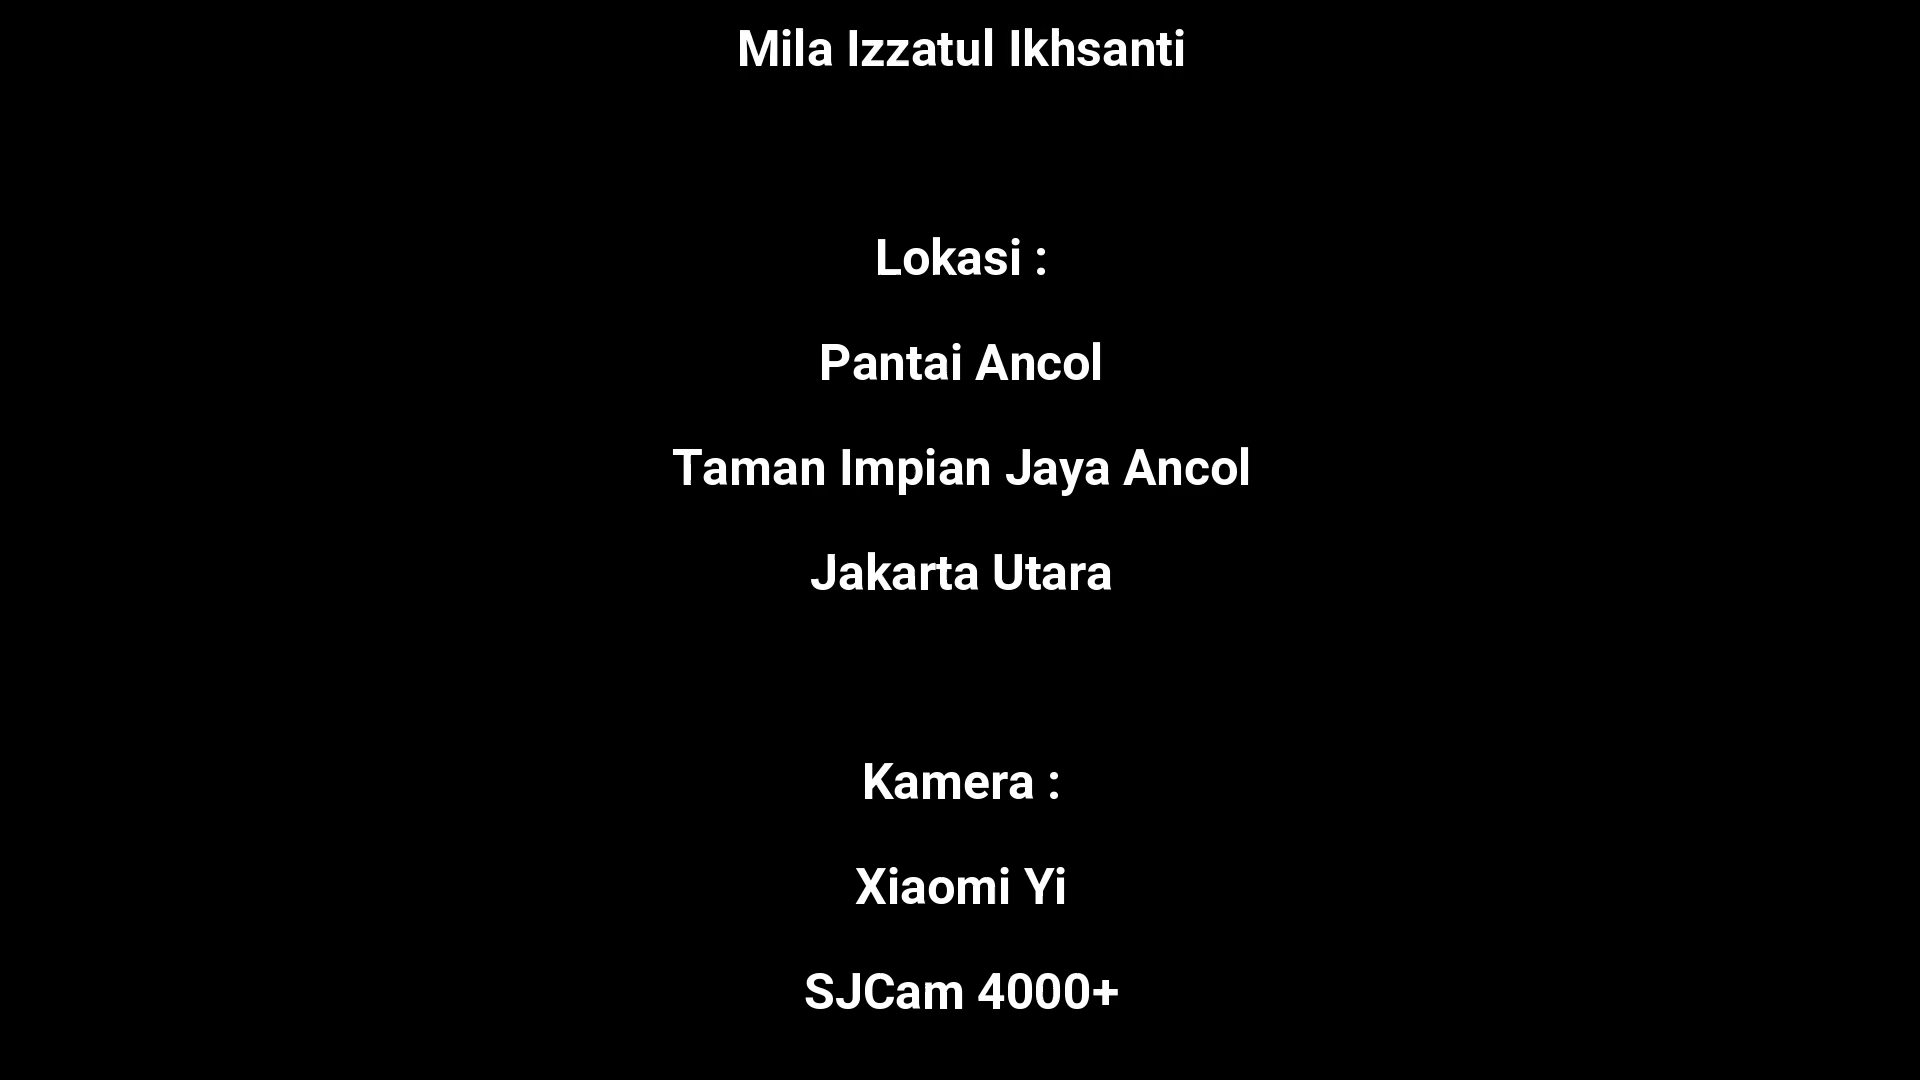 Mila Izzatul Ikhsanti
Lokasi :
Pantai Ancol
Taman Impian Jaya Ancol
Jakarta Utara
Kamera :
Xiaomi Yi
SJCam 4000+